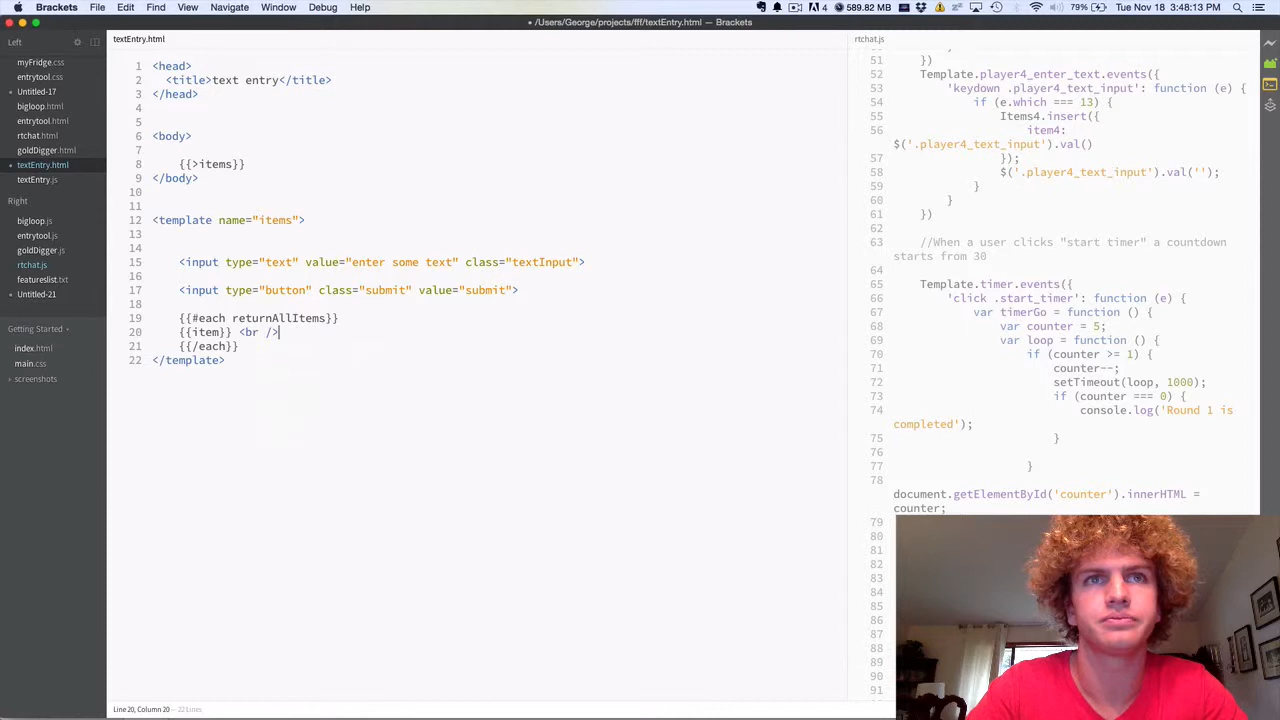 Brackets File Edit Find View Navigate Window Debug Help 4 589.82 MB 79% Tue Nov 18 3:48:13 PM
• /Users/George/projects/fff/textEntry.html — Brackets
Left
myFridge.css
entrytool.css
• Untitled-17
bigloop.html
entrytool.html
rtchat.html
goldDigger.html
• textEntry.html
textEntry.js
Right
bigloop.js
entrytool.js
goldDigger.js
rtchat.js
featureslist.txt
• Untitled-21
Getting Started
index.html
main.css
screenshots
textEntry.html
1 <head>
2 <title>text entry</title>
3 </head>
4
5
6 <body>
7
8 {{>items}}
9 </body>
10
11
12 <template name="items">
13
14
15 <input type="text" value="enter some text" class="textInput">
16
17 <input type="button" class="submit" value="submit">
18
19 {{#each returnAllItems}}
20 {{item}} <br />
21 {{/each}}
22 </template>
Line 20, Column 20 — 22 Lines
rtchat.js
51 })
52 Template.player4_enter_text.events({
53 'keydown .player4_text_input': function (e) {
54 if (e.which === 13) {
55 Items4.insert({
56 item4:
$('.player4_text_input').val()
57 });
58 $('.player4_text_input').val('');
59 }
60 }
61 })
62
63 //When a user clicks "start timer" a countdown
starts from 30
64
65 Template.timer.events({
66 'click .start_timer': function (e) {
67 var timerGo = function () {
68 var counter = 5;
69 var loop = function () {
70 if (counter >= 1) {
71 counter--;
72 setTimeout(loop, 1000);
73 if (counter === 0) {
74 console.log('Round 1 is
completed');
75 }
76
77 }
78
document.getElementById('counter').innerHTML =
counter;
79
80
81
82
83
84
85
86
87
88
89
90
91